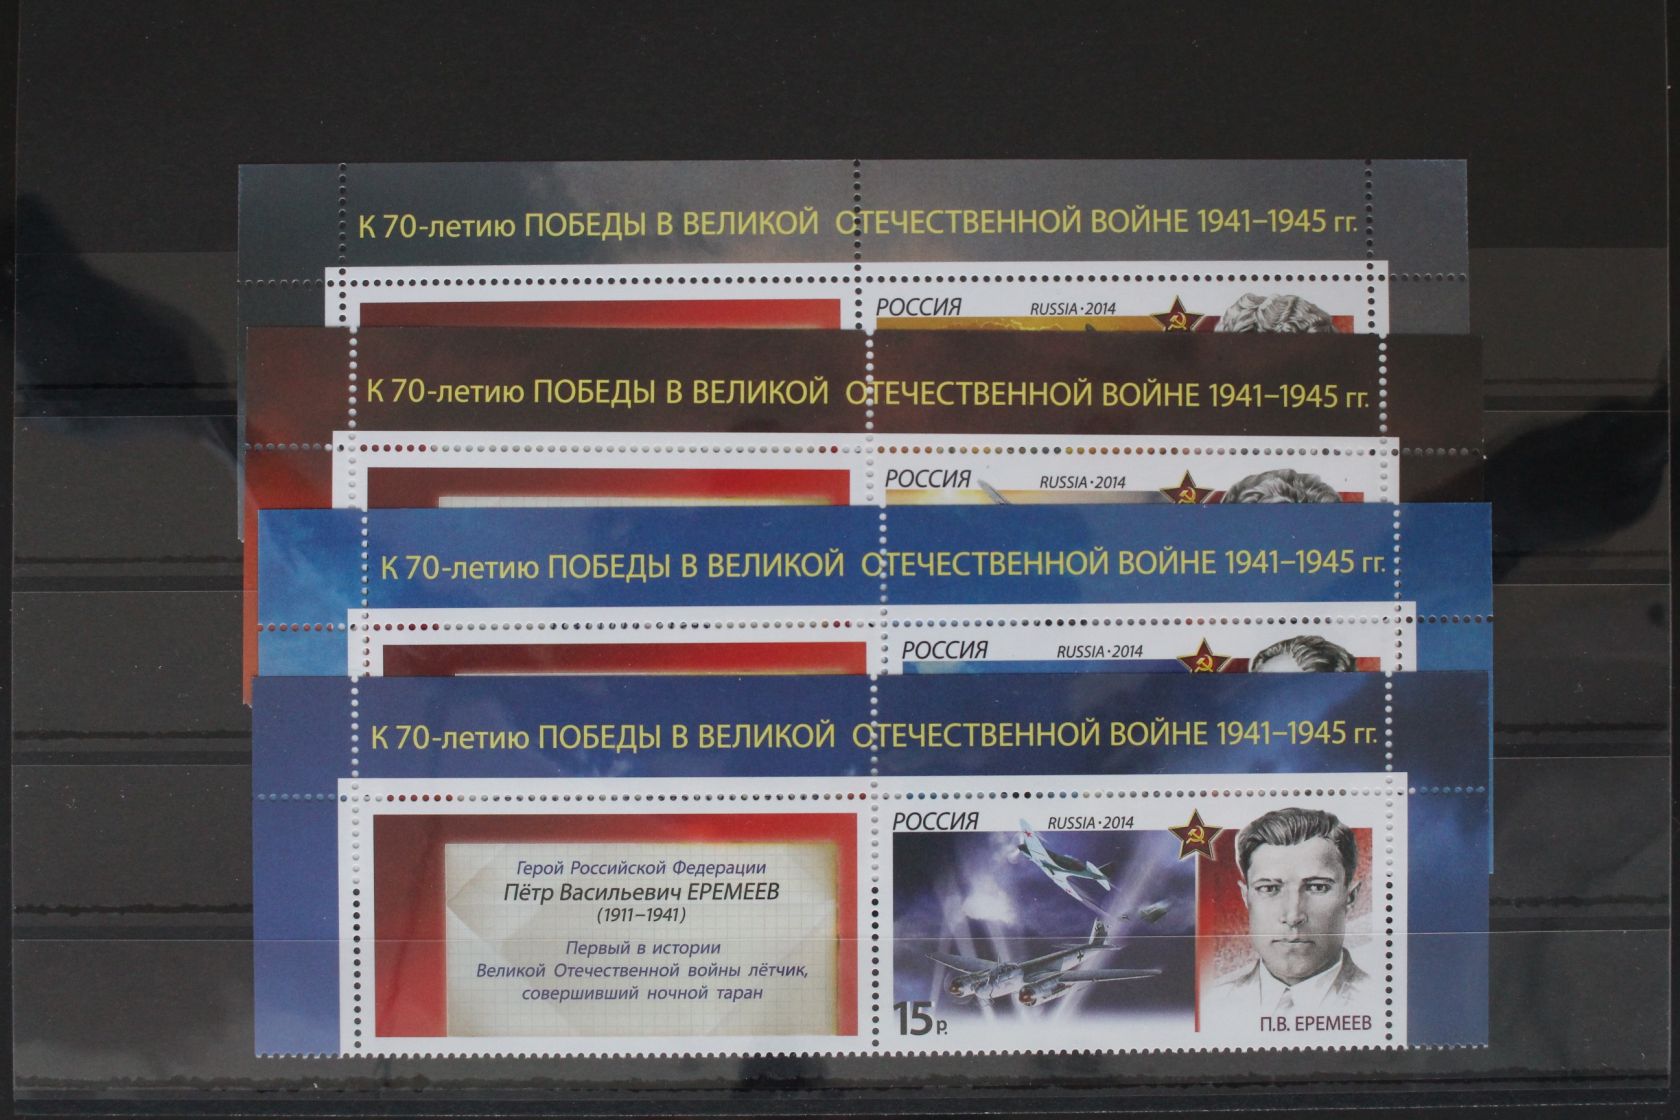 К 70-летию ПОБЕДЫ В ВЕЛИКОЙ ОТЕЧЕСТВЕННОЙ ВОЙНЕ 1941–1945 гг.
РОССИЯ RUSSIA·2014
К 70-летию ПОБЕДЫ В ВЕЛИКОЙ ОТЕЧЕСТВЕННОЙ ВОЙНЕ 1941–1945 гг.
РОССИЯ RUSSIA·2014
К 70-летию ПОБЕДЫ В ВЕЛИКОЙ ОТЕЧЕСТВЕННОЙ ВОЙНЕ 1941–1945 гг.
РОССИЯ RUSSIA·2014
К 70-летию ПОБЕДЫ В ВЕЛИКОЙ ОТЕЧЕСТВЕННОЙ ВОЙНЕ 1941–1945 гг.
Герой Российской Федерации
Пётр Васильевич ЕРЕМЕЕВ
(1911–1941)
Первый в истории
Великой Отечественной войны лётчик,
совершивший ночной таран
РОССИЯ RUSSIA·2014
15 р.
П.В. ЕРЕМЕЕВ